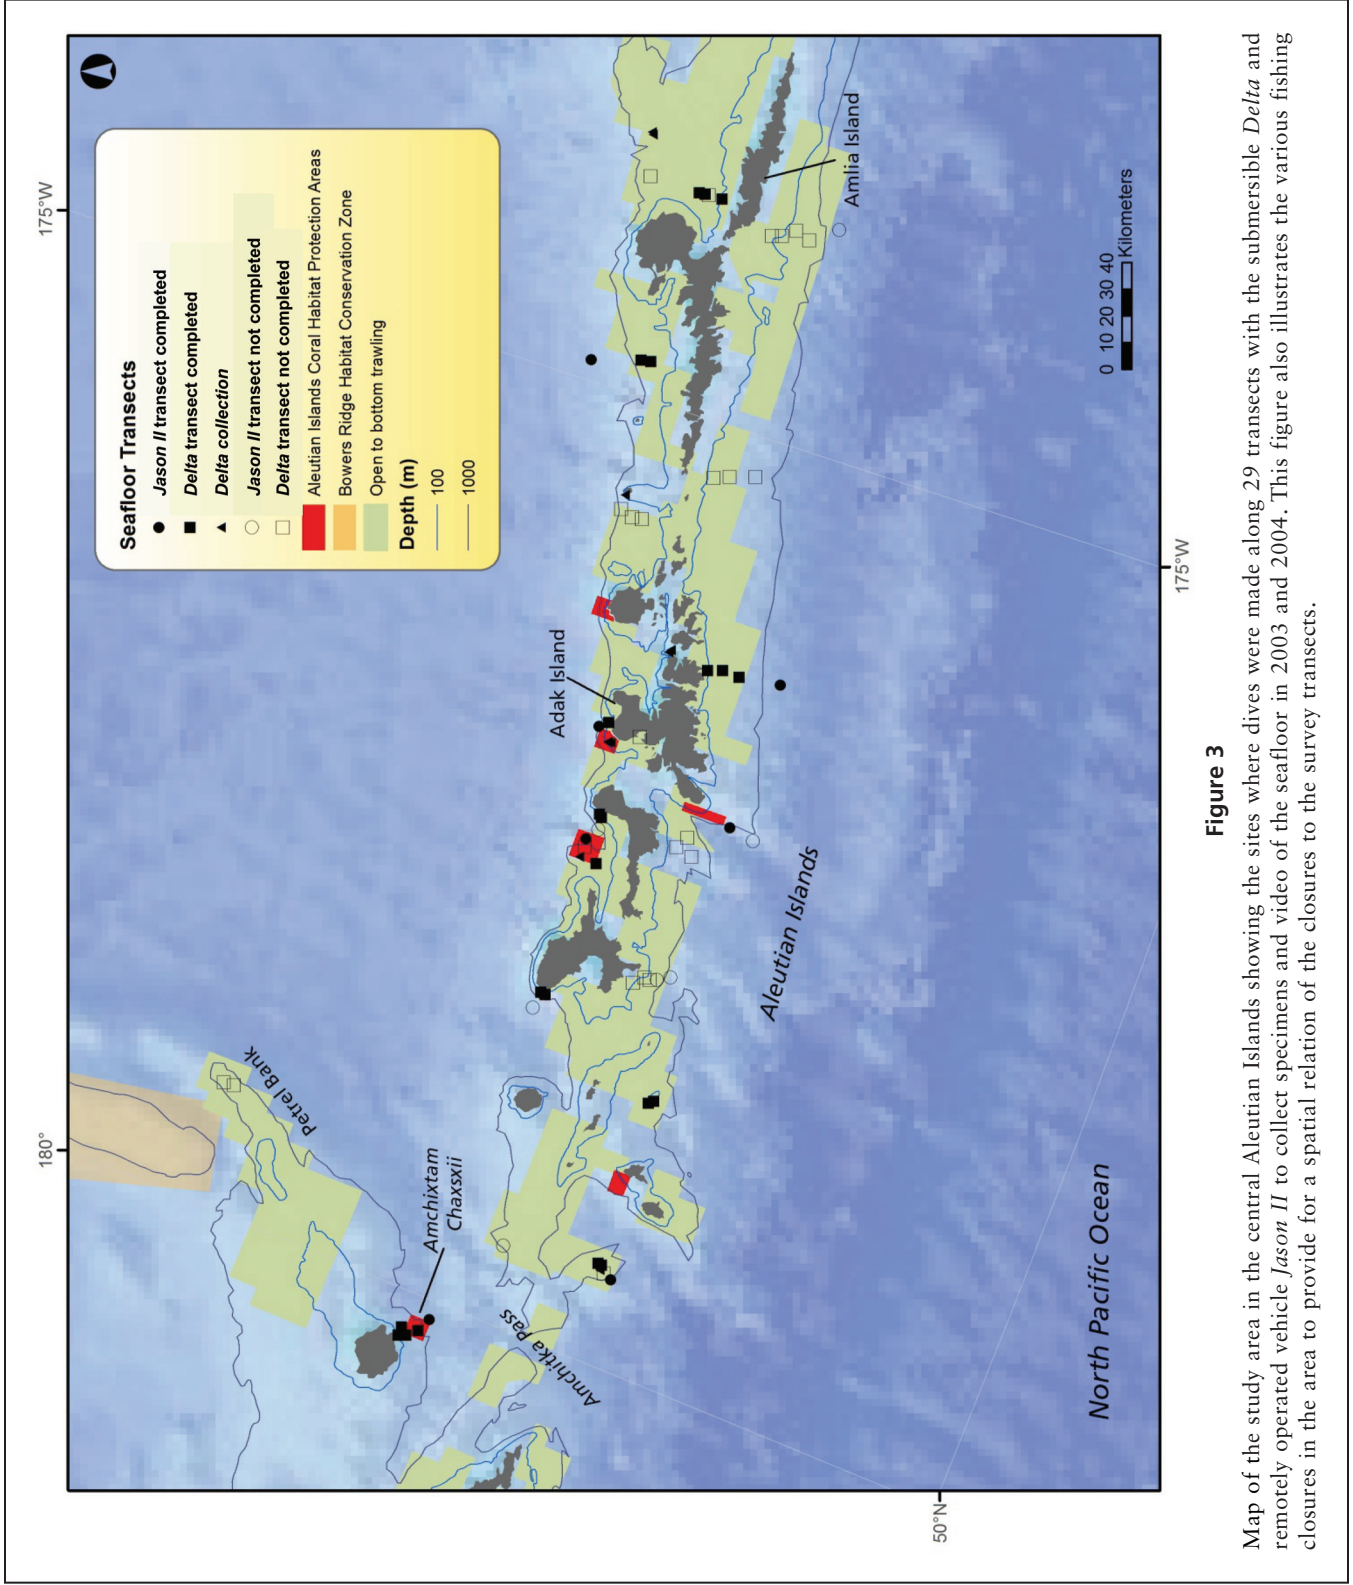 175°W
180°
Seafloor Transects
Jason II transect completed
Delta transect completed
Delta collection
Jason II transect not completed
Delta transect not completed
Aleutian Islands Coral Habitat Protection Areas
Bowers Ridge Habitat Conservation Zone
Open to bottom trawling
Depth (m)
100
1000
Petrel Bank
Amchixtam
Chaxsxii
Adak Island
Amlia Island
Amchitka Pass
Aleutian Islands
North Pacific Ocean
0 10 20 30 40
Kilometers
50°N
175°W
Figure 3
Map of the study area in the central Aleutian Islands showing the sites where dives were made along 29 transects with the submersible Delta and
remotely operated vehicle Jason II to collect specimens and video of the seafloor in 2003 and 2004. This figure also illustrates the various fishing
closures in the area to provide for a spatial relation of the closures to the survey transects.